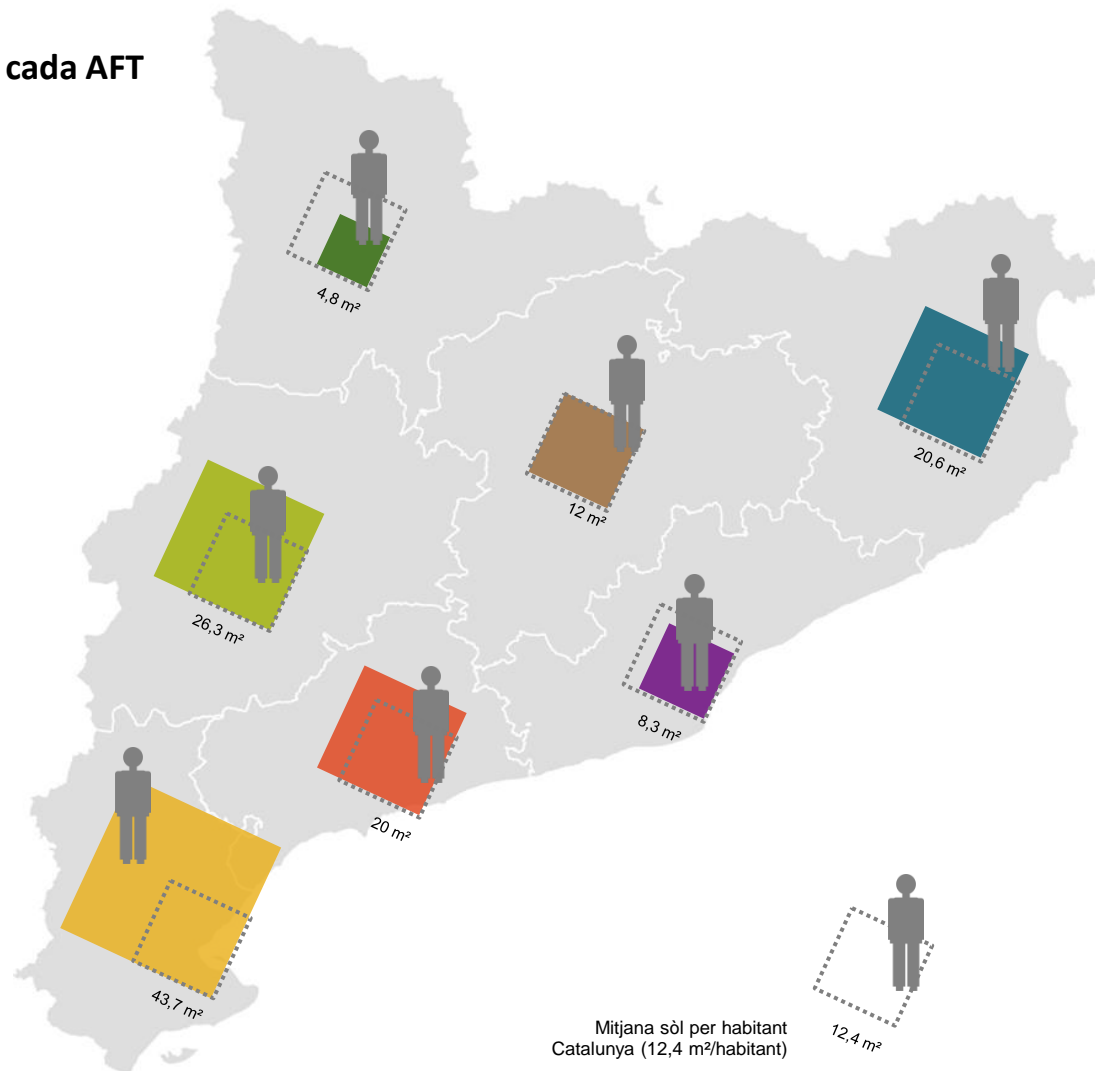 cada AFT
4,8 m²
20,6 m²
12 m²
26,3 m²
8,3 m²
20 m²
43,7 m²
12,4 m²
Mitjana sòl per habitant
Catalunya (12,4 m²/habitant)